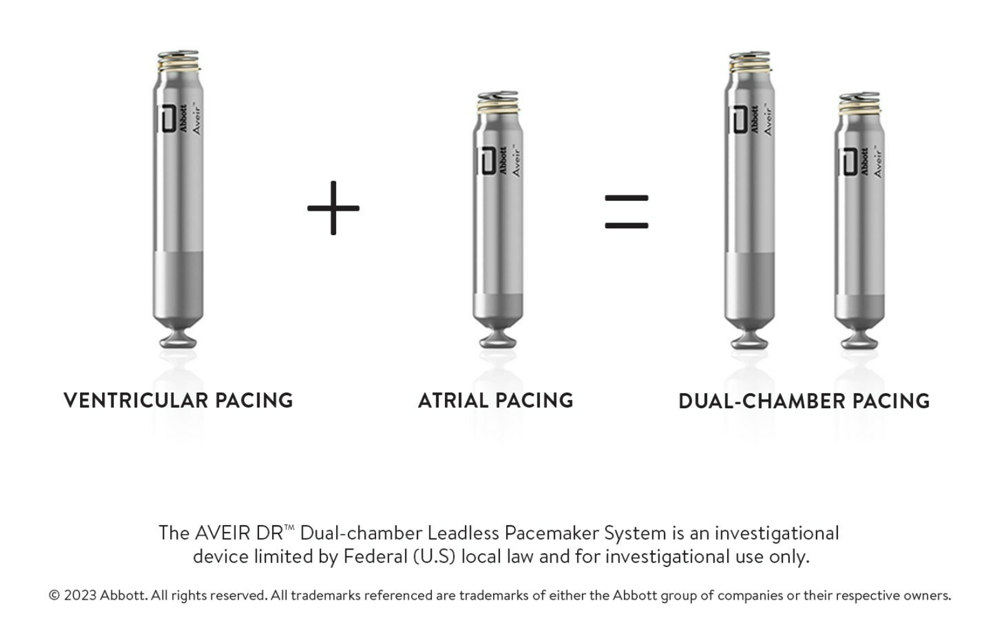 Abbott
Aveir™
Abbott
Aveir™
Abbott
Aveir™
Abbott
Aveir™
VENTRICULAR PACING
ATRIAL PACING
DUAL-CHAMBER PACING
The AVEIR DR™ Dual-chamber Leadless Pacemaker System is an investigational
device limited by Federal (U.S) local law and for investigational use only.
© 2023 Abbott. All rights reserved. All trademarks referenced are trademarks of either the Abbott group of companies or their respective owners.